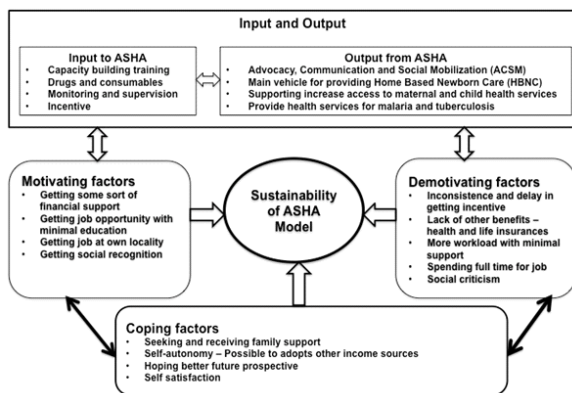 Input and Output
Input to ASHA
• Capacity building training
• Drugs and consumables
• Monitoring and supervision
• Incentive
Output from ASHA
• Advocacy, Communication and Social Mobilization (ACSM)
• Main vehicle for providing Home Based Newborn Care (HBNC)
• Supporting increase access to maternal and child health services
• Provide health services for malaria and tuberculosis
Motivating factors
• Getting some sort of
financial support
• Getting job opportunity with
minimal education
• Getting job at own locality
• Getting social recognition
Sustainability
of ASHA
Model
Demotivating factors
• Inconsistence and delay in
getting incentive
• Lack of other benefits –
health and life insurances
• More workload with minimal
support
• Spending full time for job
• Social criticism
Coping factors
• Seeking and receiving family support
• Self-autonomy – Possible to adopts other income sources
• Hoping better future prospective
• Self satisfaction